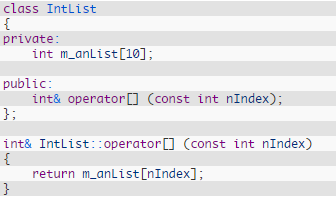 class IntList
{
private:
    int m_anList[10];

public:
    int& operator[] (const int nIndex);
};

int& IntList::operator[] (const int nIndex)
{
    return m_anList[nIndex];
}